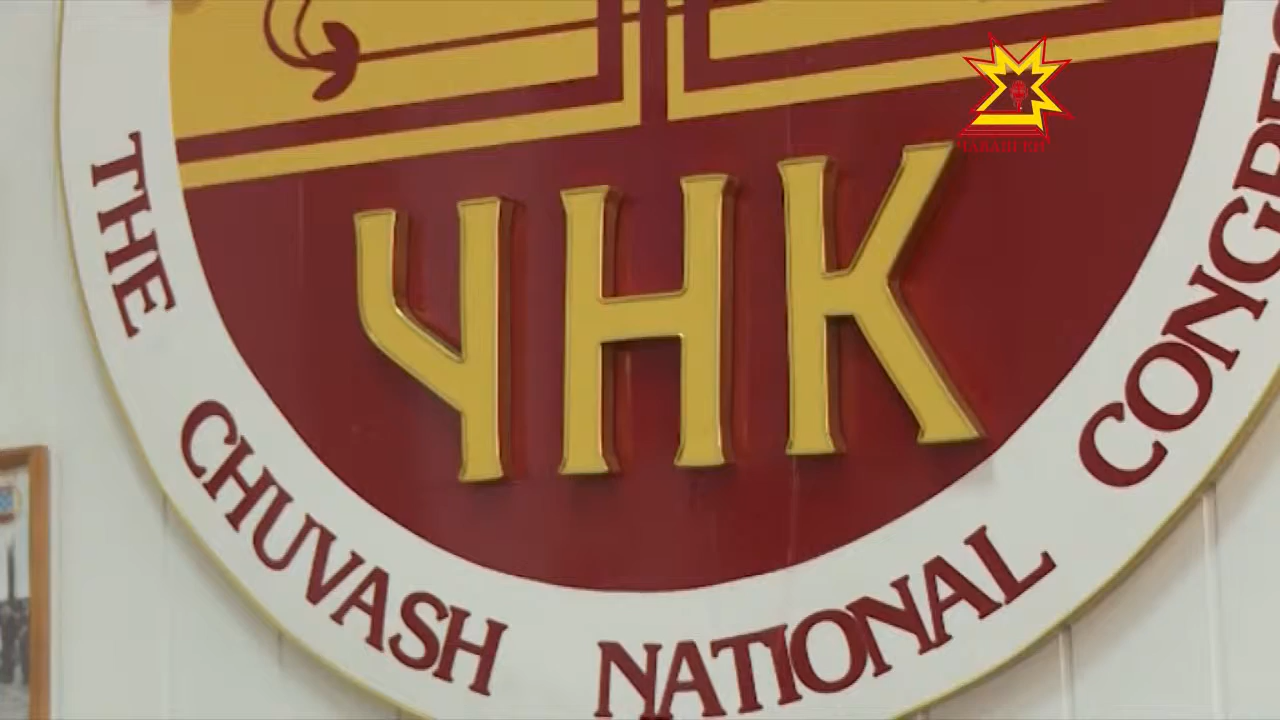 ЧНК
THE CHUVASH NATIONAL CONGRE